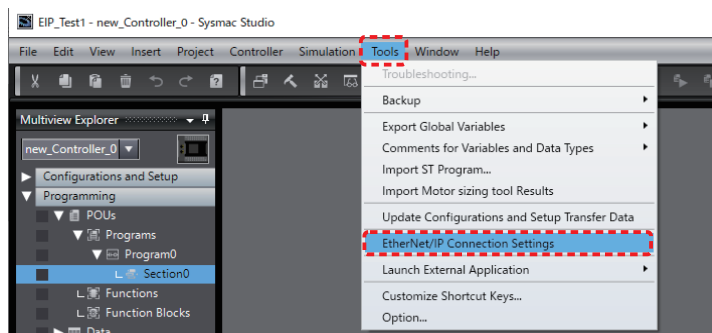 EIP_Test1 - new_Controller_0 - Sysmac Studio
File Edit View Insert Project Controller Simulation Tools Window Help
Troubleshooting...
Backup
Multiview Explorer
Export Global Variables
new_Controller_0
Comments for Variables and Data Types
Import ST Program...
Configurations and Setup
Import Motor sizing tool Results
Programming
POUs
Update Configurations and Setup Transfer Data
Programs
EtherNet/IP Connection Settings
Program0
Section0
Launch External Application
Functions
Customize Shortcut Keys...
Function Blocks
Option...
Data